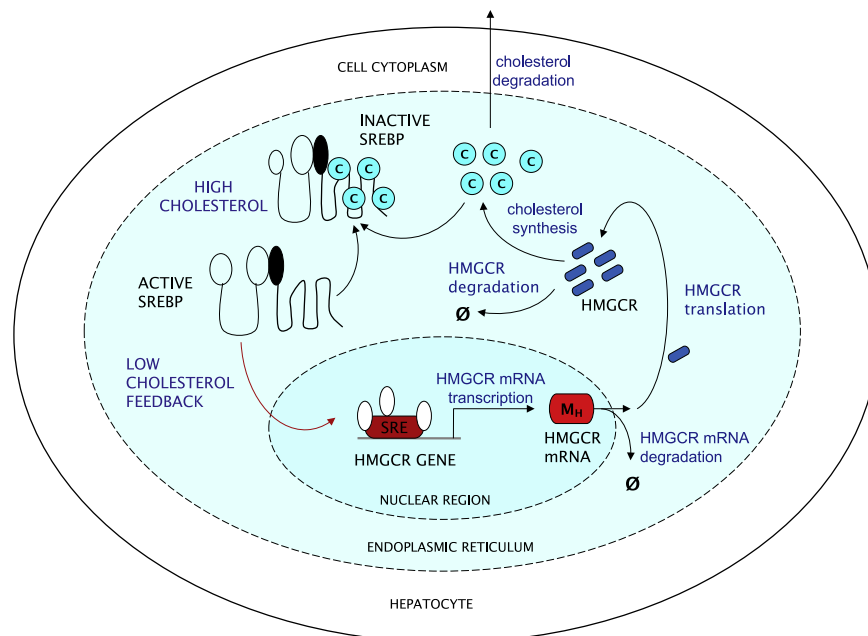 CELL CYTOPLASM
cholesterol
degradation
INACTIVE
SREBP
C
C
C
C
C
C
C
C
C
HIGH
CHOLESTEROL
cholesterol
synthesis
ACTIVE
SREBP
HMGCR
degradation
Ø
HMGCR
HMGCR
translation
LOW
CHOLESTEROL
FEEDBACK
HMGCR mRNA
transcription
SRE
HMGCR GENE
MH
HMGCR
mRNA
HMGCR mRNA
degradation
Ø
NUCLEAR REGION
ENDOPLASMIC RETICULUM
HEPATOCYTE